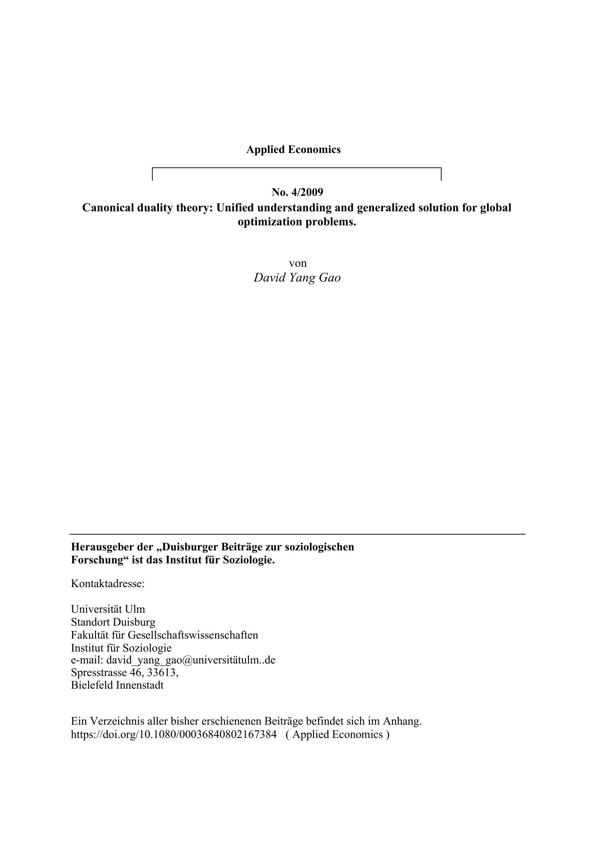 Applied Economics
No. 4/2009
Canonical duality theory: Unified understanding and generalized solution for global
optimization problems.
von
David Yang Gao
Herausgeber der „Duisburger Beiträge zur soziologischen
Forschung“ ist das Institut für Soziologie.
Kontaktadresse:
Universität Ulm
Standort Duisburg
Fakultät für Gesellschaftswissenschaften
Institut für Soziologie
e-mail: david_yang_gao@universitätulm..de
Spresstrasse 46, 33613,
Bielefeld Innenstadt
Ein Verzeichnis aller bisher erschienenen Beiträge befindet sich im Anhang.
https://doi.org/10.1080/00036840802167384 ( Applied Economics )